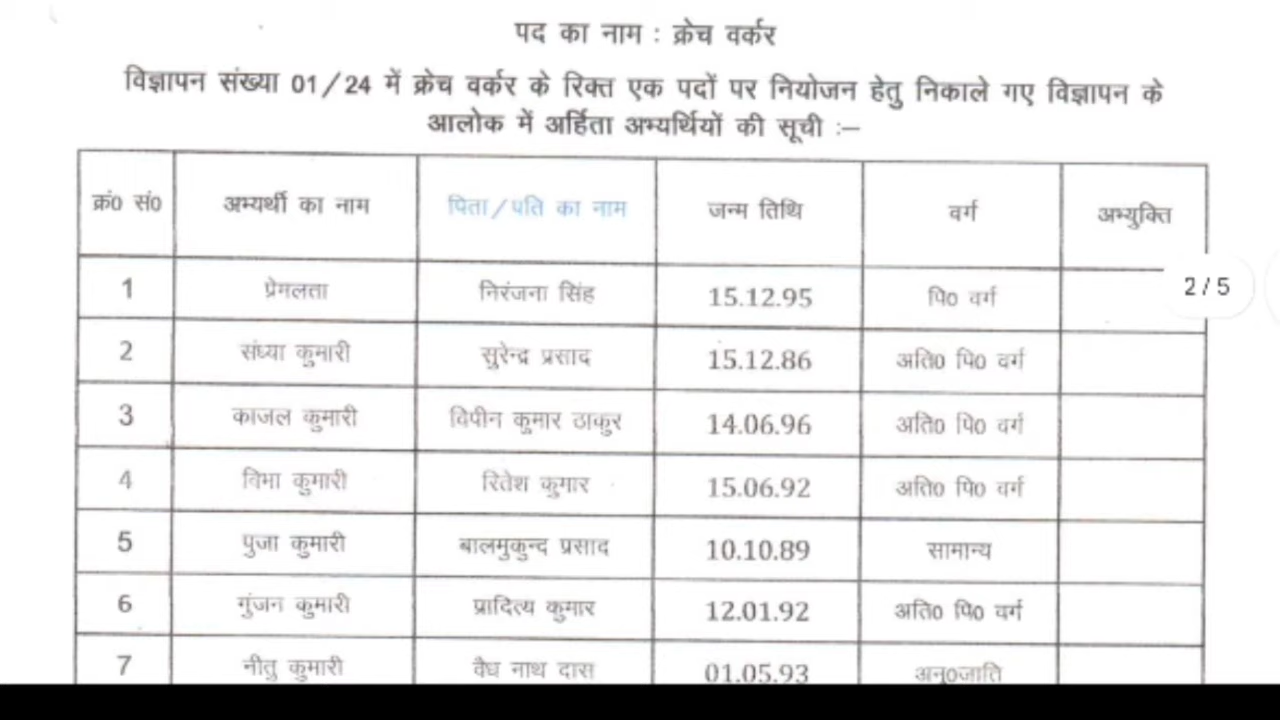 पद का नाम : क्रेच वर्कर
विज्ञापन संख्या 01/24 में क्रेच वर्कर के रिक्त एक पदों पर नियोजन हेतु निकाले गए विज्ञापन के
आलोक में अर्हिता अभ्यर्थियों की सूची :–
क्रं0 सं0 अभ्यर्थी का नाम पिता/पति का नाम जन्म तिथि वर्ग अभ्युक्ति
1 प्रेमलता निरंजना सिंह 15.12.95 पि0 वर्ग
2/5
2 संध्या कुमारी सुरेन्द्र प्रसाद 15.12.86 अति0 पि0 वर्ग
3 काजल कुमारी विपीन कुमार ठाकुर 14.06.96 अति0 पि0 वर्ग
4 विभा कुमारी रितेश कुमार 15.06.92 अति0 पि0 वर्ग
5 पुजा कुमारी बालमुकुन्द प्रसाद 10.10.89 सामान्य
6 गुंजन कुमारी प्रादित्य कुमार 12.01.92 अति0 पि0 वर्ग
7 नीतु कुमारी वैध नाथ दास 01.05.93 अनु0जाति